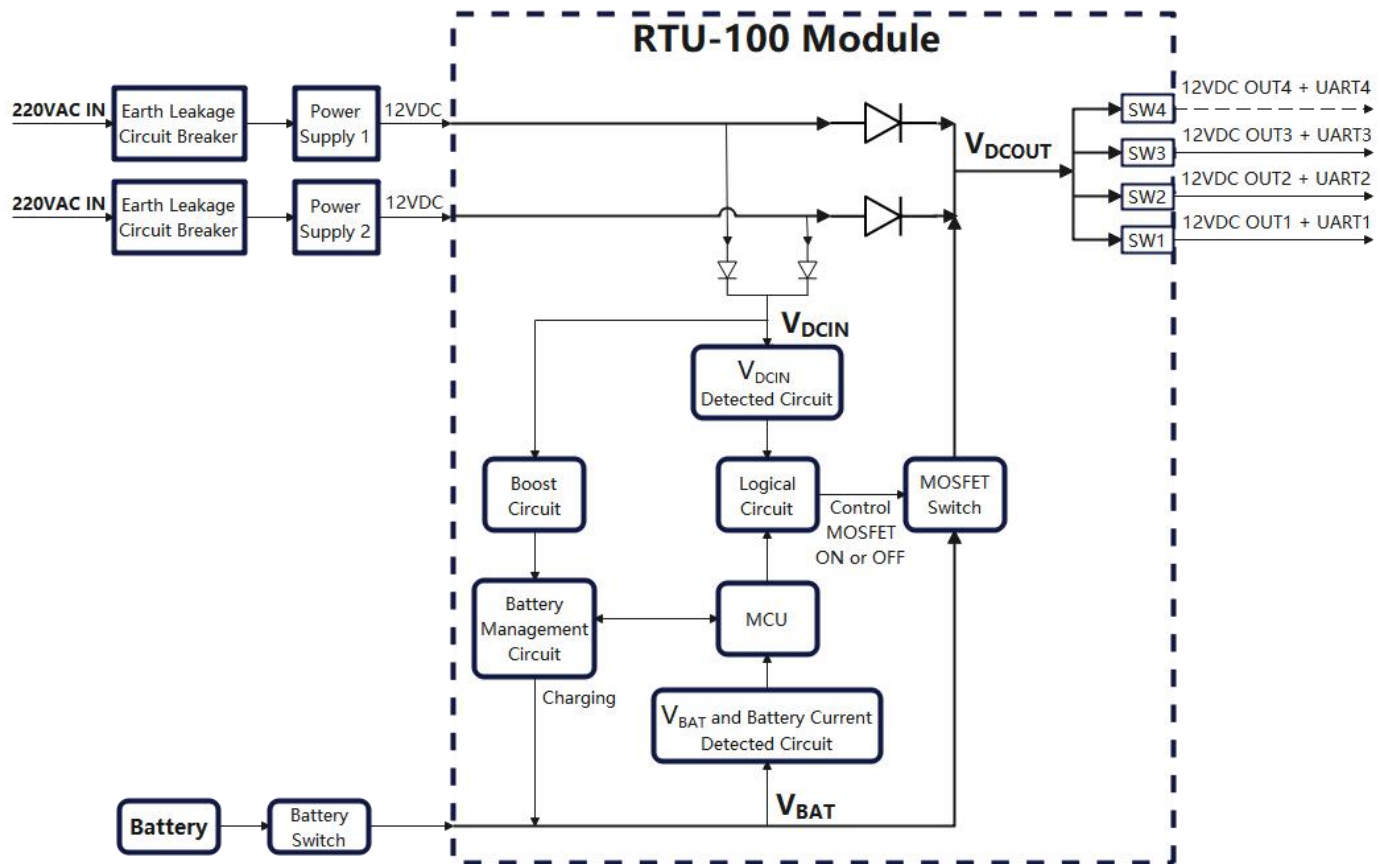 RTU-100 Module
220VAC IN
Earth Leakage
Circuit Breaker
Power
Supply 1
12VDC
220VAC IN
Earth Leakage
Circuit Breaker
Power
Supply 2
12VDC
VDCOUT
SW4
12VDC OUT4 + UART4
SW3
12VDC OUT3 + UART3
SW2
12VDC OUT2 + UART2
SW1
12VDC OUT1 + UART1
VDCIN
VDCIN
Detected Circuit
Boost
Circuit
Logical
Circuit
Control
MOSFET
ON or OFF
MOSFET
Switch
Battery
Management
Circuit
MCU
Charging
VBAT and Battery Current
Detected Circuit
VBAT
Battery
Battery
Switch